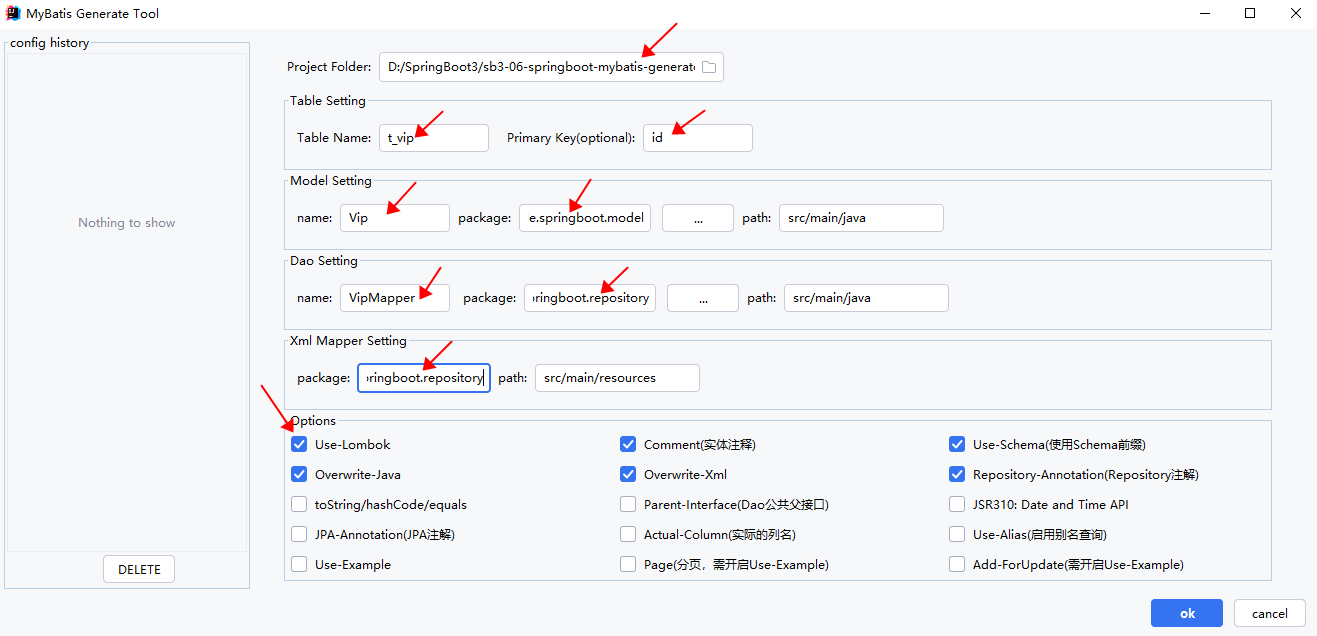 MyBatis Generate Tool
config history
Nothing to show
DELETE
Project Folder: D:/SpringBoot3/sb3-06-springboot-mybatis-generat
Table Setting
Table Name: t_vip Primary Key(optional): id
Model Setting
name: Vip package: e.springboot.model ... path: src/main/java
Dao Setting
name: VipMapper package: ringboot.repository ... path: src/main/java
Xml Mapper Setting
package: ringboot.repository path: src/main/resources
Options
Use-Lombok Comment(实体注释) Use-Schema(使用Schema前缀)
Overwrite-Java Overwrite-Xml Repository-Annotation(Repository注解)
toString/hashCode/equals Parent-Interface(Dao公共父接口) JSR310: Date and Time API
JPA-Annotation(JPA注解) Actual-Column(实际的列名) Use-Alias(启用别名查询)
Use-Example Page(分页，需开启Use-Example) Add-ForUpdate(需开启Use-Example)
ok cancel